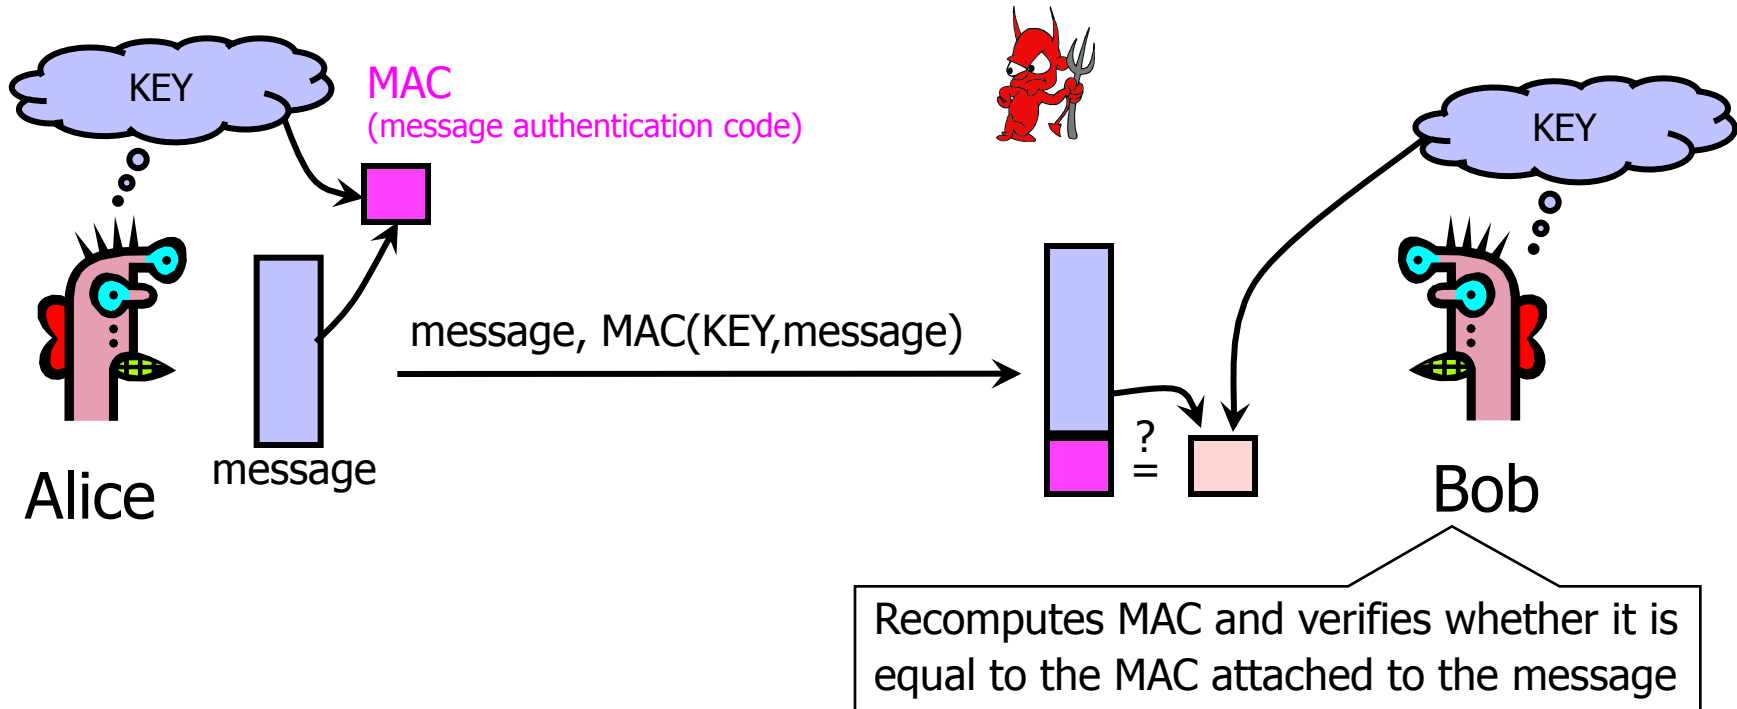 KEY
MAC
(message authentication code)
KEY
message, MAC(KEY,message)
?
=
message
Alice
Bob
Recomputes MAC and verifies whether it is
equal to the MAC attached to the message